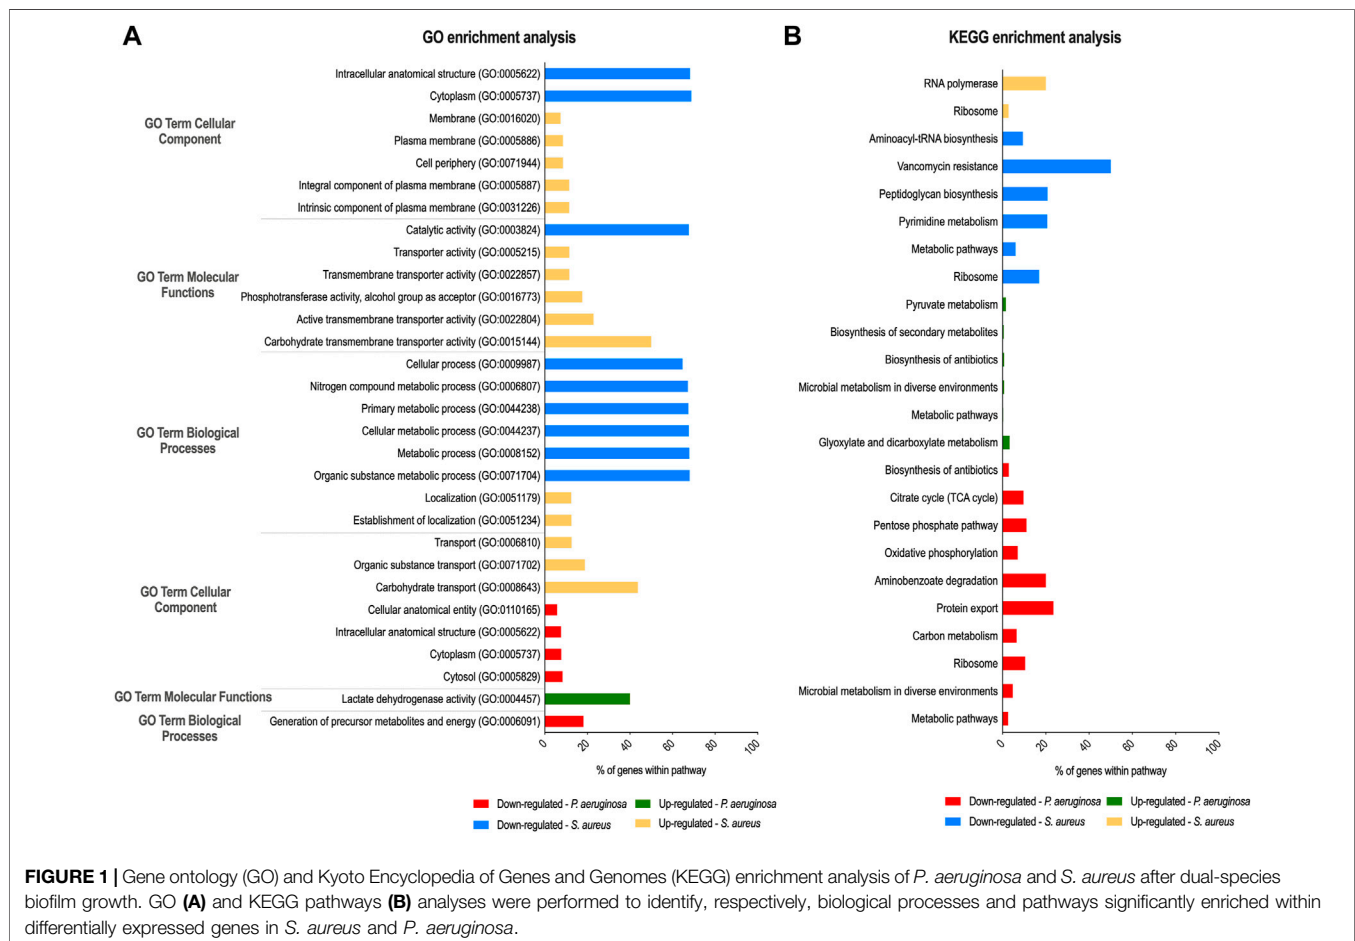 A
GO enrichment analysis
GO Term Cellular
Component
Intracellular anatomical structure (GO:0005622)
Cytoplasm (GO:0005737)
Membrane (GO:0016020)
Plasma membrane (GO:0005886)
Cell periphery (GO:0071944)
Integral component of plasma membrane (GO:0005887)
Intrinsic component of plasma membrane (GO:0031226)
GO Term Molecular
Functions
Catalytic activity (GO:0003824)
Transporter activity (GO:0005215)
Transmembrane transporter activity (GO:0022857)
Phosphotransferase activity, alcohol group as acceptor (GO:0016773)
Active transmembrane transporter activity (GO:0022804)
Carbohydrate transmembrane transporter activity (GO:0015144)
GO Term Biological
Processes
Cellular process (GO:0009987)
Nitrogen compound metabolic process (GO:0006807)
Primary metabolic process (GO:0044238)
Cellular metabolic process (GO:0044237)
Metabolic process (GO:0008152)
Organic substance metabolic process (GO:0071704)
Localization (GO:0051179)
Establishment of localization (GO:0051234)
GO Term Cellular
Component
Transport (GO:0006810)
Organic substance transport (GO:0071702)
Carbohydrate transport (GO:0008643)
Cellular anatomical entity (GO:0110165)
Intracellular anatomical structure (GO:0005622)
Cytoplasm (GO:0005737)
Cytosol (GO:0005829)
GO Term Molecular Functions
Lactate dehydrogenase activity (GO:0004457)
GO Term Biological
Processes
Generation of precursor metabolites and energy (GO:0006091)
0 20 40 60 80 100
% of genes within pathway
Down-regulated - P. aeruginosa Up-regulated - P. aeruginosa
Down-regulated - S. aureus Up-regulated - S. aureus
B
KEGG enrichment analysis
RNA polymerase
Ribosome
Aminoacyl-tRNA biosynthesis
Vancomycin resistance
Peptidoglycan biosynthesis
Pyrimidine metabolism
Metabolic pathways
Ribosome
Pyruvate metabolism
Biosynthesis of secondary metabolites
Biosynthesis of antibiotics
Microbial metabolism in diverse environments
Metabolic pathways
Glyoxylate and dicarboxylate metabolism
Biosynthesis of antibiotics
Citrate cycle (TCA cycle)
Pentose phosphate pathway
Oxidative phosphorylation
Aminobenzoate degradation
Protein export
Carbon metabolism
Ribosome
Microbial metabolism in diverse environments
Metabolic pathways
0 20 40 60 80 100
% of genes within pathway
Down-regulated - P. aeruginosa Up-regulated - P. aeruginosa
Down-regulated - S. aureus Up-regulated - S. aureus
FIGURE 1 | Gene ontology (GO) and Kyoto Encyclopedia of Genes and Genomes (KEGG) enrichment analysis of P. aeruginosa and S. aureus after dual-species
biofilm growth. GO (A) and KEGG pathways (B) analyses were performed to identify, respectively, biological processes and pathways significantly enriched within
differentially expressed genes in S. aureus and P. aeruginosa.